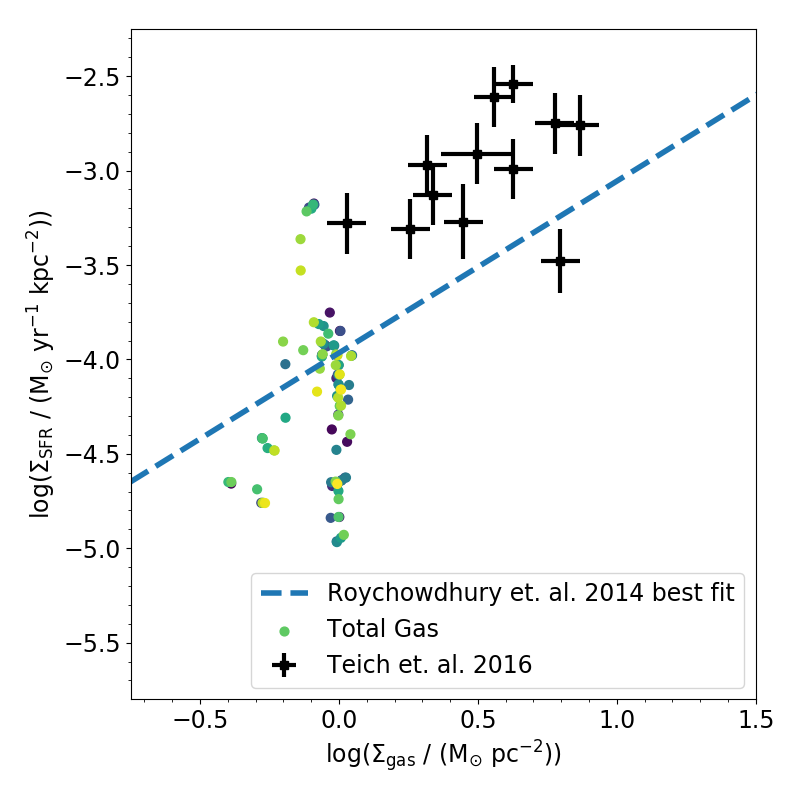 −2.5
−3.0
−3.5
−4.0
−4.5
−5.0
−5.5
log(Σ_SFR / (M_⊙ yr^−1 kpc^−2))
Roychowdhury et. al. 2014 best fit
Total Gas
Teich et. al. 2016
−0.5 0.0 0.5 1.0 1.5
log(Σ_gas / (M_⊙ pc^−2))